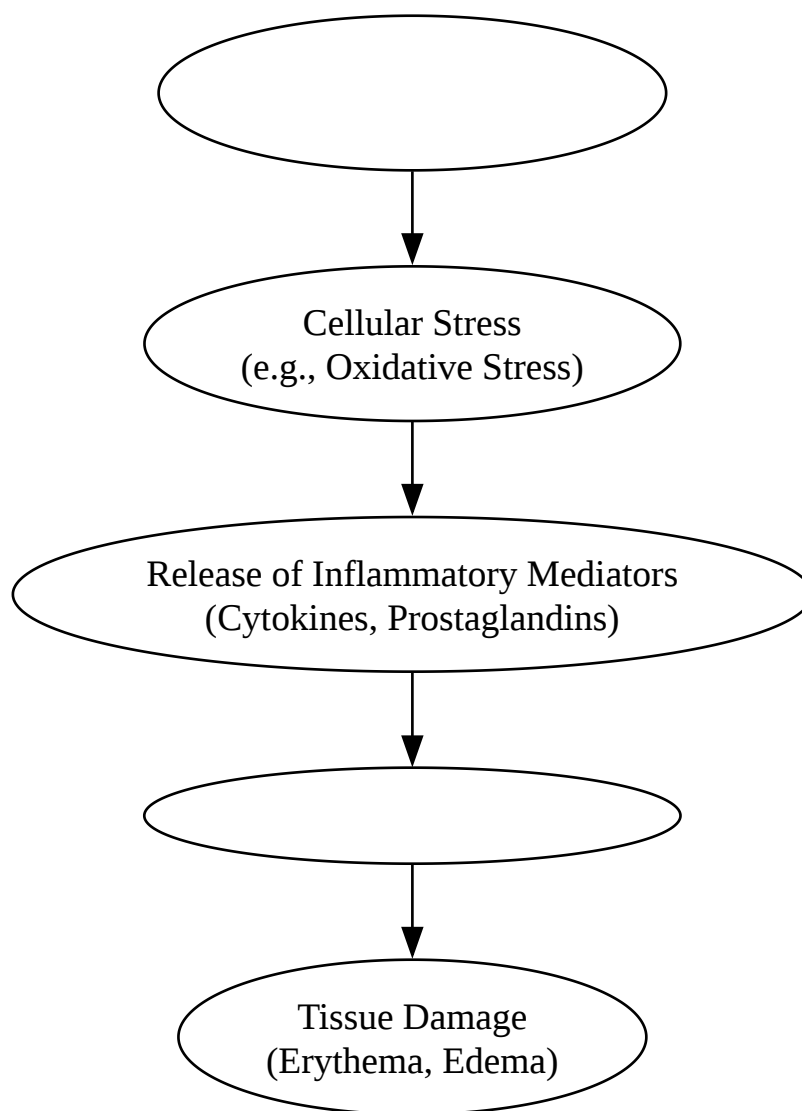 Cellular Stress
(e.g., Oxidative Stress)
Release of Inflammatory Mediators
(Cytokines, Prostaglandins)
Tissue Damage
(Erythema, Edema)